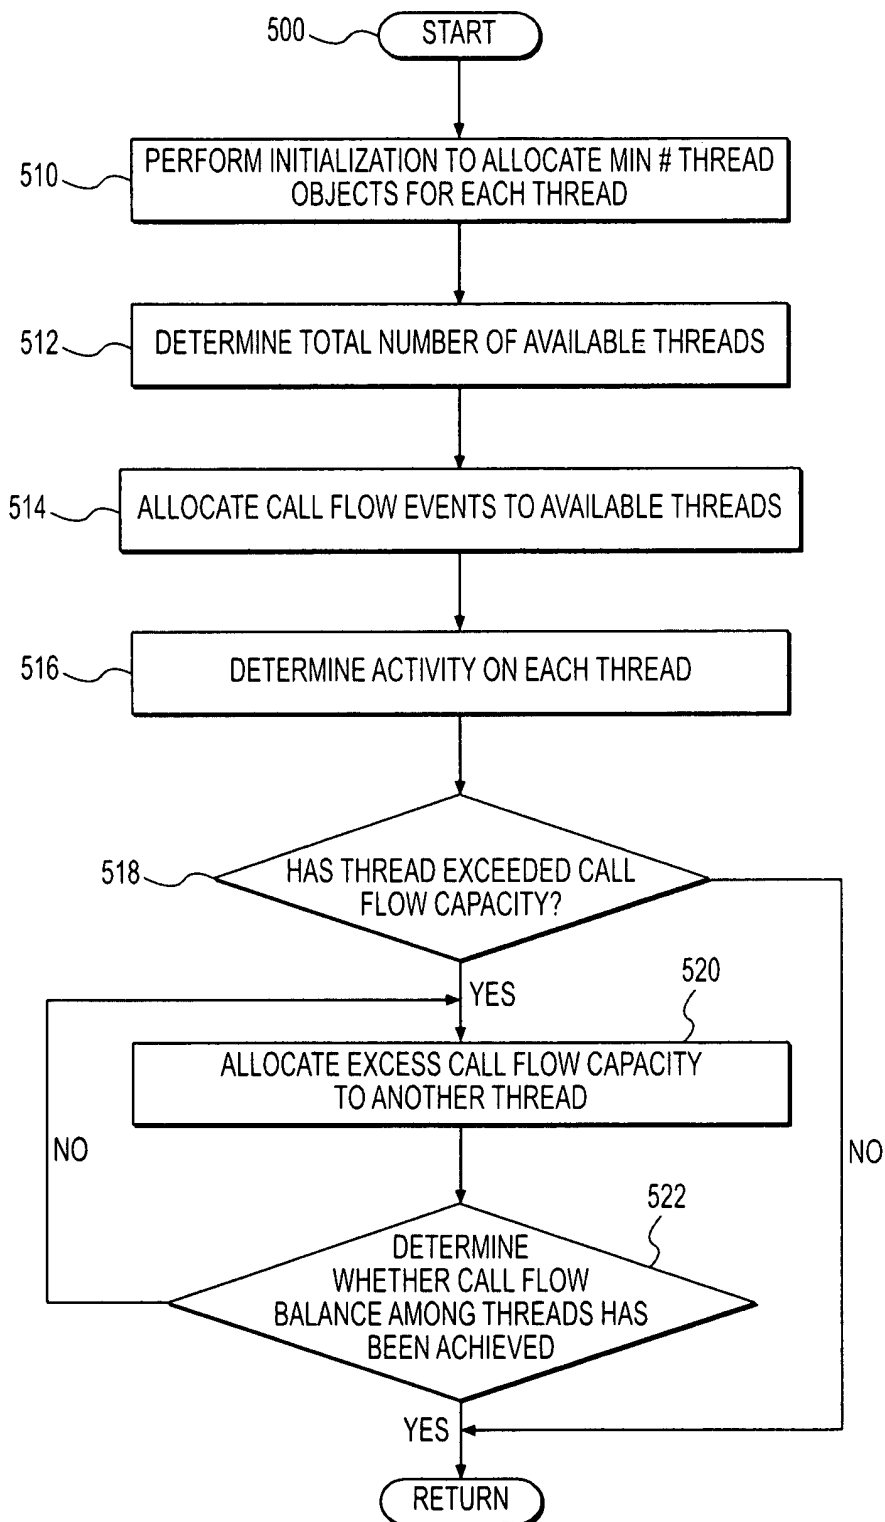 500
START
510
PERFORM INITIALIZATION TO ALLOCATE MIN # THREAD
OBJECTS FOR EACH THREAD
512
DETERMINE TOTAL NUMBER OF AVAILABLE THREADS
514
ALLOCATE CALL FLOW EVENTS TO AVAILABLE THREADS
516
DETERMINE ACTIVITY ON EACH THREAD
518
HAS THREAD EXCEEDED CALL
FLOW CAPACITY?
YES
520
ALLOCATE EXCESS CALL FLOW CAPACITY
TO ANOTHER THREAD
NO
NO
522
DETERMINE
WHETHER CALL FLOW
BALANCE AMONG THREADS HAS
BEEN ACHIEVED
YES
RETURN